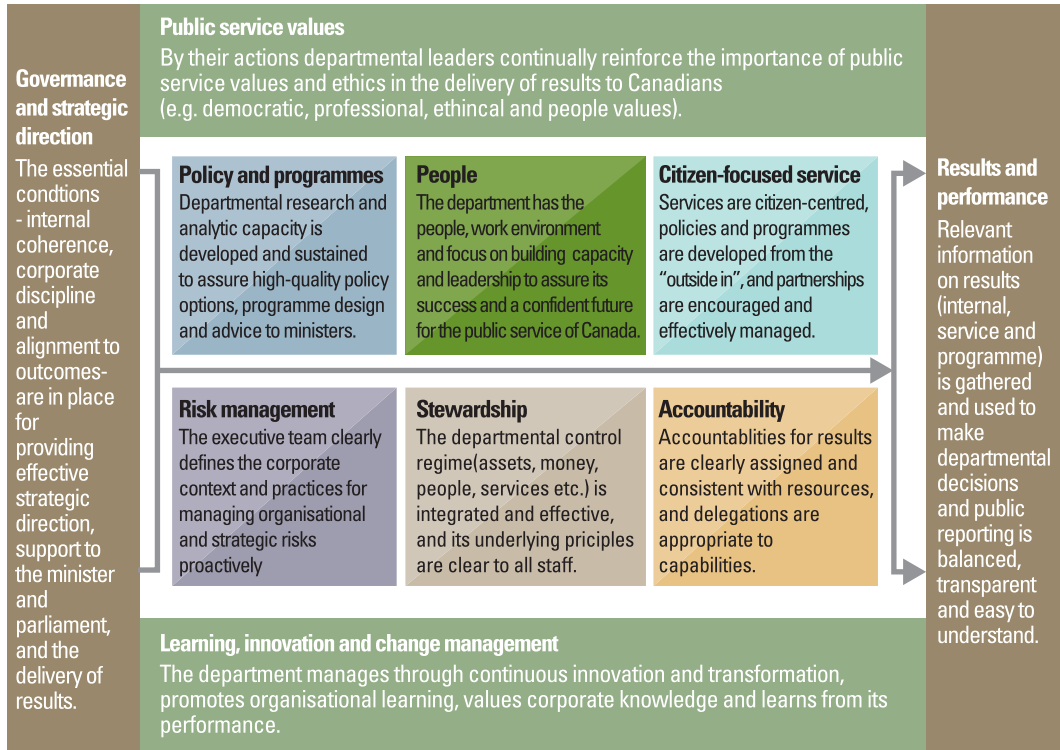 Public service values
By their actions departmental leaders continually reinforce the importance of public
service values and ethics in the delivery of results to Canadians
(e.g. democratic, professional, ethincal and people values).
Governance
and strategic
direction
The essential
condtions
- internal
coherence,
corporate
discipline
and
alignment to
outcomes-
are in place
for
providing
effective
strategic
direction,
support to
the minister
and
parliament,
and the
delivery of
results.
Policy and programmes
Departmental research and
analytic capacity is
developed and sustained
to assure high-quality policy
options, programme design
and advice to ministers.
People
The department has the
people, work environment
and focus on building capacity
and leadership to assure its
success and a confident future
for the public service of Canada.
Citizen-focused service
Services are citizen-centred,
policies and programmes
are developed from the
“outside in”, and partnerships
are encouraged and
effectively managed.
Risk management
The executive team clearly
defines the corporate
context and practices for
managing organisational
and strategic risks
proactively
Stewardship
The departmental control
regime(assets, money,
people, services etc.) is
integrated and effective,
and its underlying priciples
are clear to all staff.
Accountability
Accountablities for results
are clearly assigned and
consistent with resources,
and delegations are
appropriate to
capabilities.
Results and
performance
Relevant
information
on results
(internal,
service and
programme)
is gathered
and used to
make
departmental
decisions
and public
reporting is
balanced,
transparent
and easy to
understand.
Learning, innovation and change management
The department manages through continuous innovation and transformation,
promotes organisational learning, values corporate knowledge and learns from its
performance.